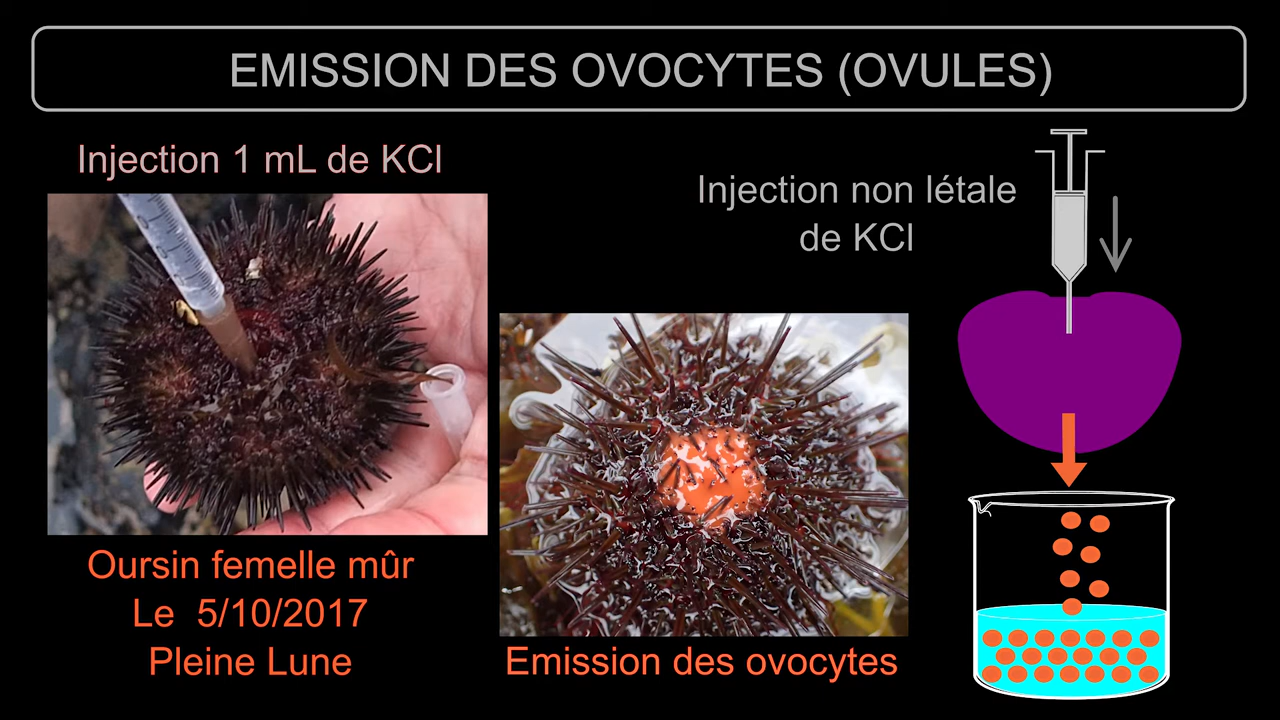 EMISSION DES OVOCYTES (OVULES)
Injection 1 mL de KCl
Injection non létale
de KCl
Oursin femelle mûr
Le 5/10/2017
Pleine Lune
Emission des ovocytes